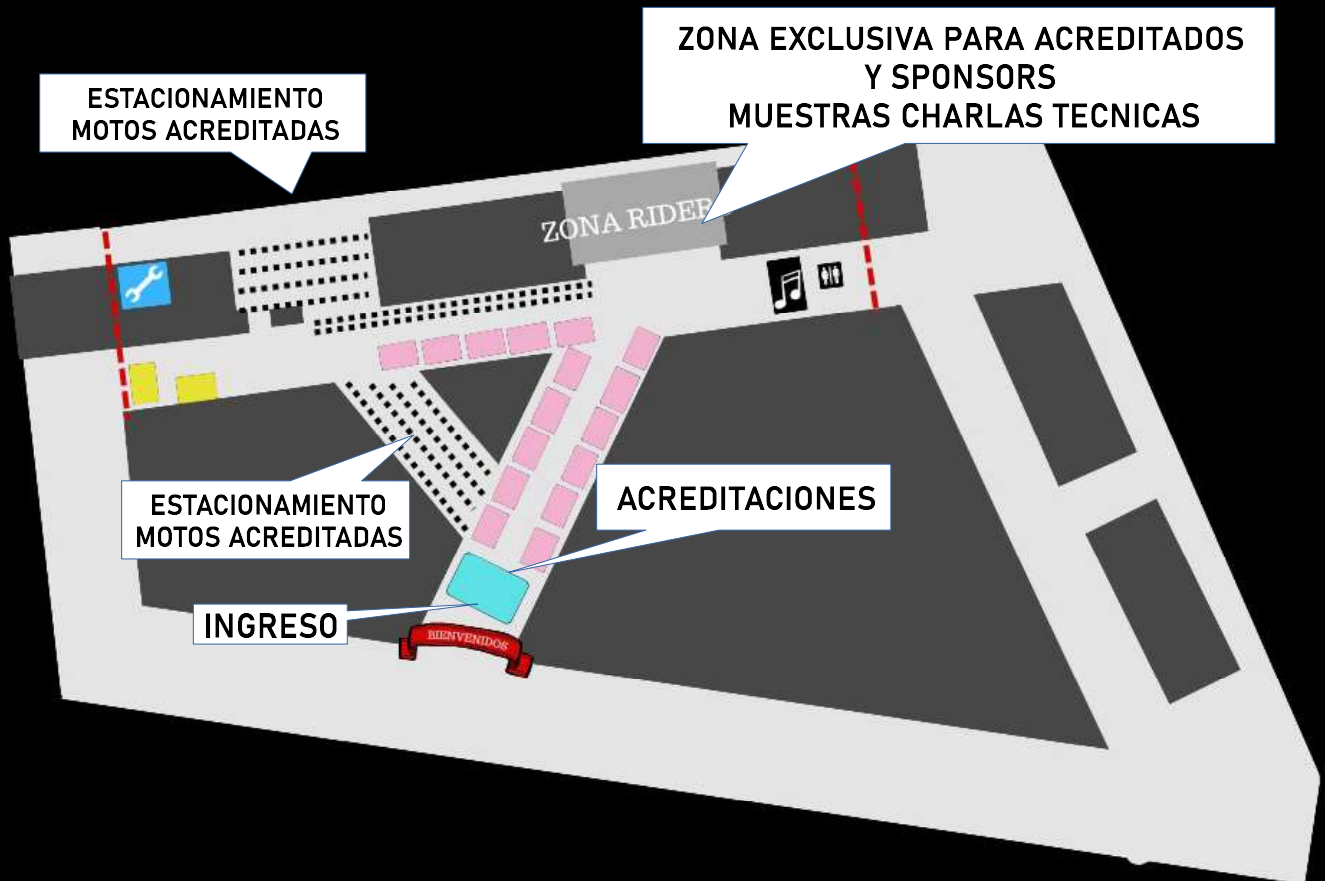 ZONA EXCLUSIVA PARA ACREDITADOS
Y SPONSORS
MUESTRAS CHARLAS TECNICAS
ESTACIONAMIENTO
MOTOS ACREDITADAS
ZONA RIDER
ESTACIONAMIENTO
MOTOS ACREDITADAS
ACREDITACIONES
INGRESO
BIENVENIDOS